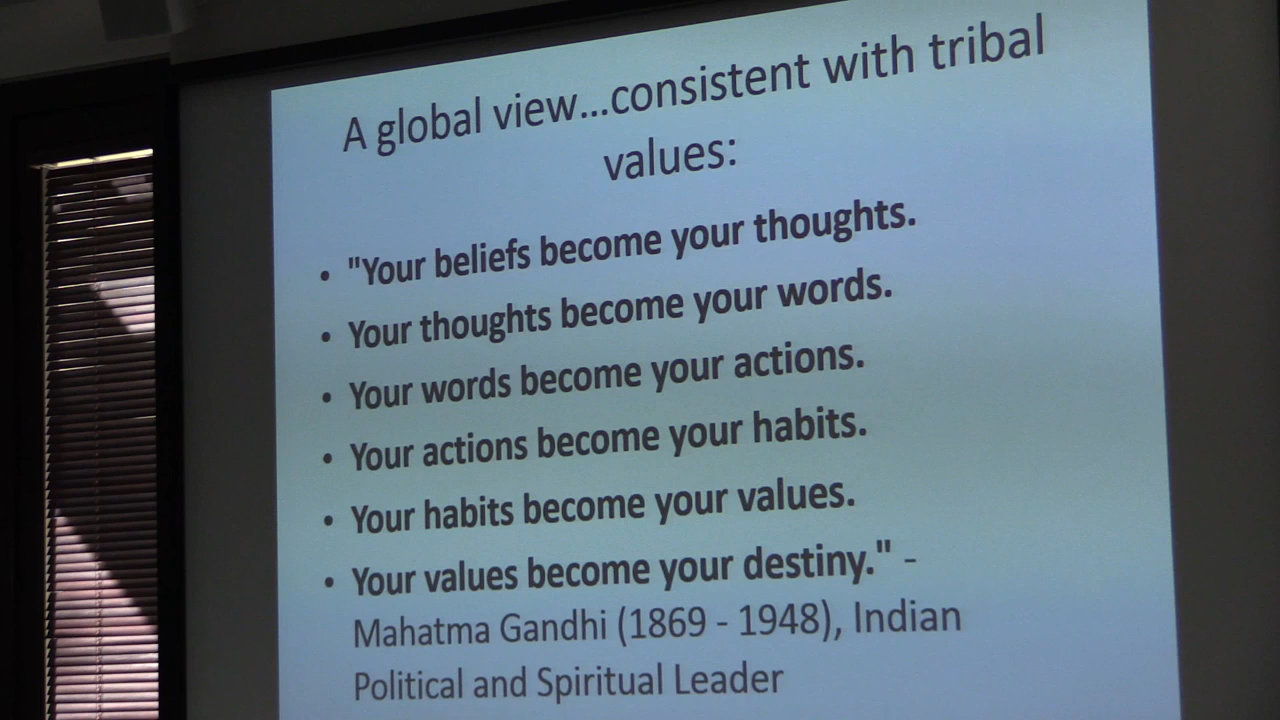 A global view...consistent with tribal
values:
• "Your beliefs become your thoughts.
• Your thoughts become your words.
• Your words become your actions.
• Your actions become your habits.
• Your habits become your values.
• Your values become your destiny." -
Mahatma Gandhi (1869 - 1948), Indian
Political and Spiritual Leader